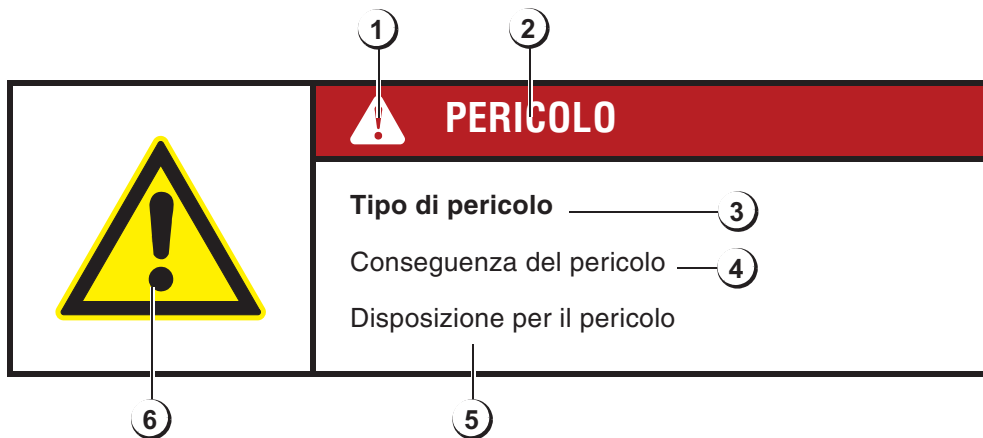 1 2
PERICOLO
Tipo di pericolo 3
Conseguenza del pericolo 4
Disposizione per il pericolo
6 5